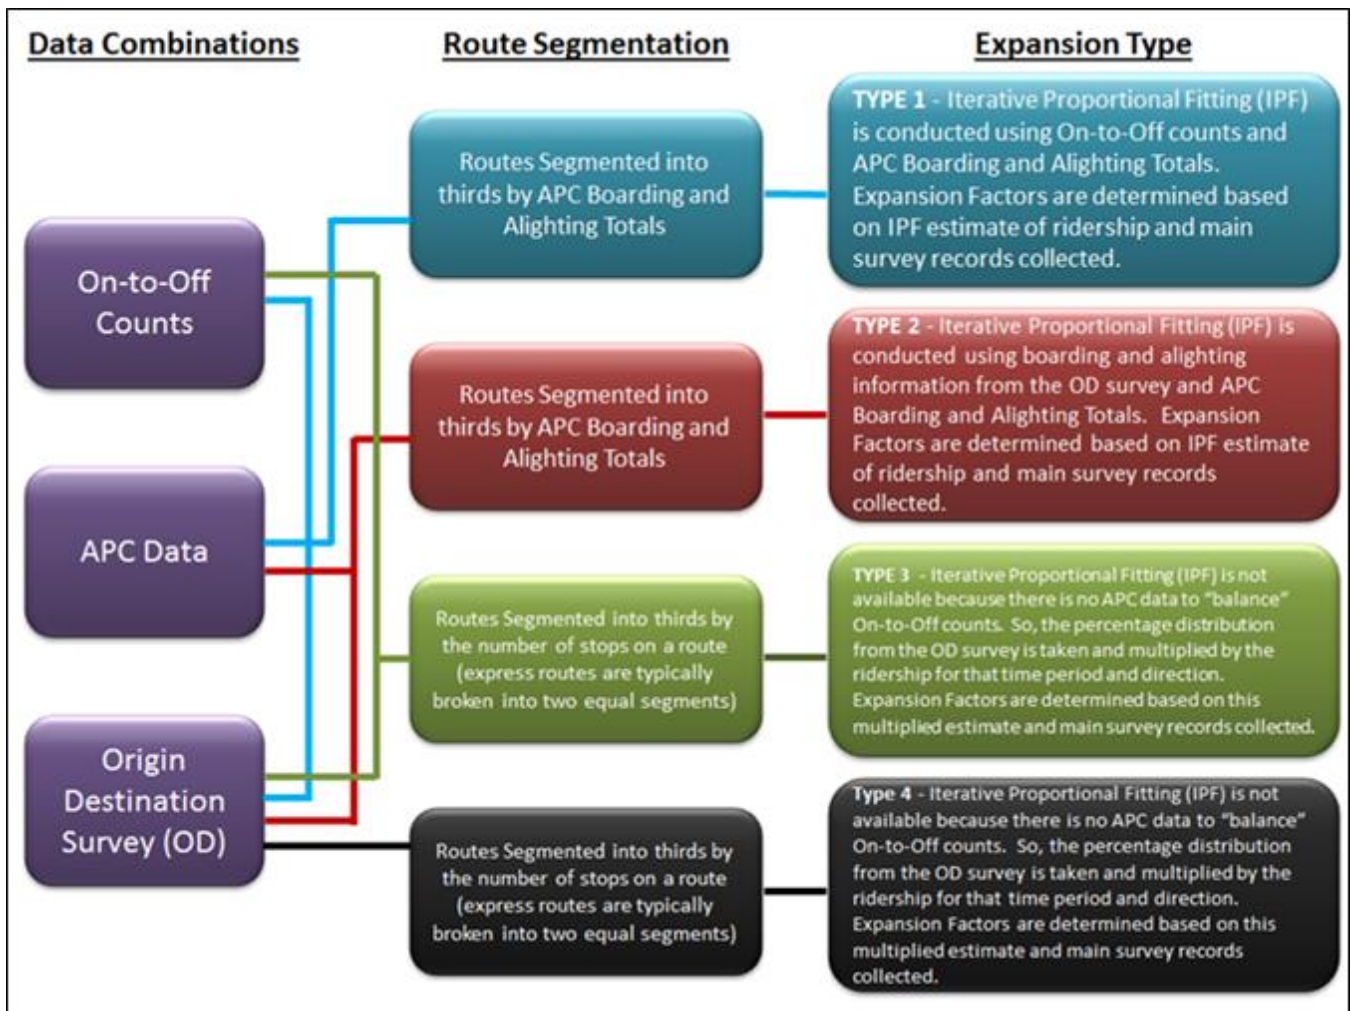 Data Combinations
Route Segmentation
Expansion Type
On-to-Off
Counts
APC Data
Origin
Destination
Survey (OD)
Routes Segmented into
thirds by APC Boarding and
Alighting Totals
Routes Segmented into
thirds by APC Boarding and
Alighting Totals
Routes Segmented into thirds by
the number of stops on a route
(express routes are typically
broken into two equal segments)
Routes Segmented into thirds by
the number of stops on a route
(express routes are typically
broken into two equal segments)
TYPE 1 - Iterative Proportional Fitting (IPF)
is conducted using On-to-Off counts and
APC Boarding and Alighting Totals.
Expansion Factors are determined based
on IPF estimate of ridership and main
survey records collected.
TYPE 2 - Iterative Proportional Fitting (IPF) is
conducted using boarding and alighting
information from the OD survey and APC
Boarding and Alighting Totals. Expansion
Factors are determined based on IPF estimate
of ridership and main survey records
collected.
TYPE 3 - Iterative Proportional Fitting (IPF) is not
available because there is no APC data to “balance”
On-to-Off counts. So, the percentage distribution
from the OD survey is taken and multiplied by the
ridership for that time period and direction.
Expansion Factors are determined based on this
multiplied estimate and main survey records collected.
Type 4 - Iterative Proportional Fitting (IPF) is not
available because there is no APC data to “balance”
On-to-Off counts. So, the percentage distribution
from the OD survey is taken and multiplied by the
ridership for that time period and direction.
Expansion Factors are determined based on this
multiplied estimate and main survey records
collected.